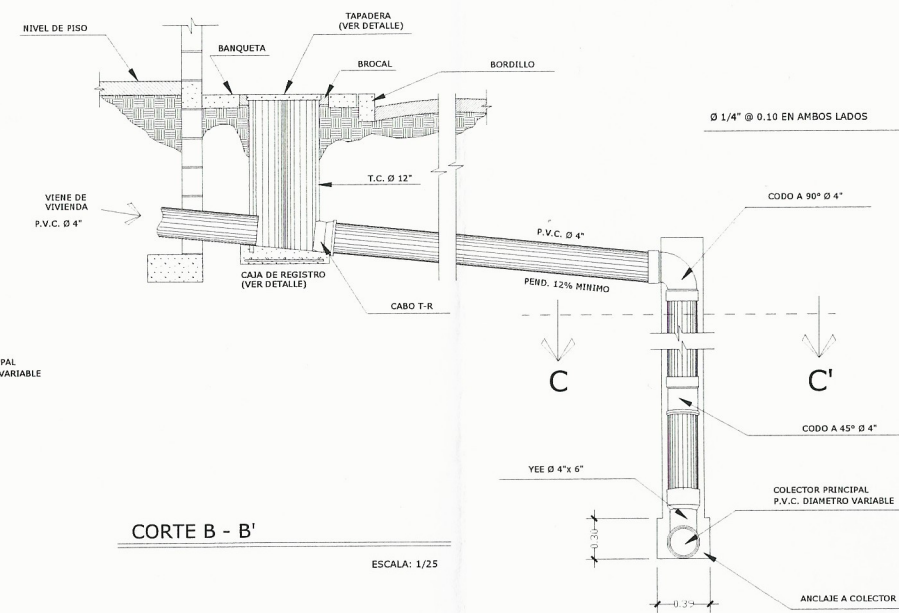 NIVEL DE PISO
TAPADERA
(VER DETALLE)
BANQUETA
BROCAL
BORDILLO
Ø 1/4" @ 0.10 EN AMBOS LADOS
T.C. Ø 12"
VIENE DE
VIVIENDA
P.V.C. Ø 4"
CODO A 90º Ø 4"
P.V.C. Ø 4"
PEND. 12% MINIMO
CAJA DE REGISTRO
(VER DETALLE)
CABO T-R
PAL
VARIABLE
C
C'
CODO A 45º Ø 4"
YEE Ø 4"x 6"
COLECTOR PRINCIPAL
P.V.C. DIAMETRO VARIABLE
0.30
CORTE B - B'
ESCALA: 1/25
ANCLAJE A COLECTOR